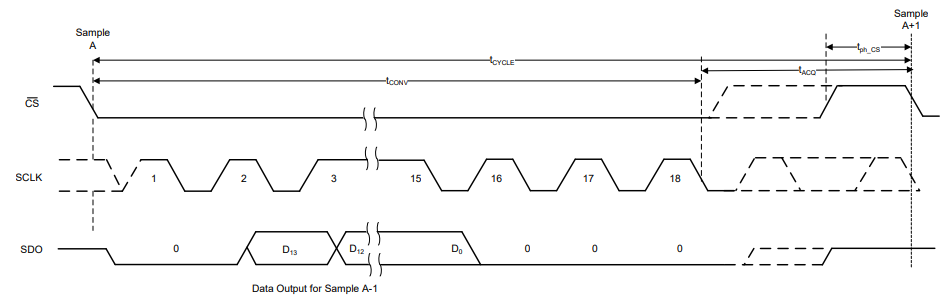 Sample
A
Sample
A+1
tph_CS
tCYCLE
tACQ
tCONV
CS
SCLK
1 2 3 15 16 17 18
SDO
0 D13 D12 D0 0 0 0
Data Output for Sample A-1